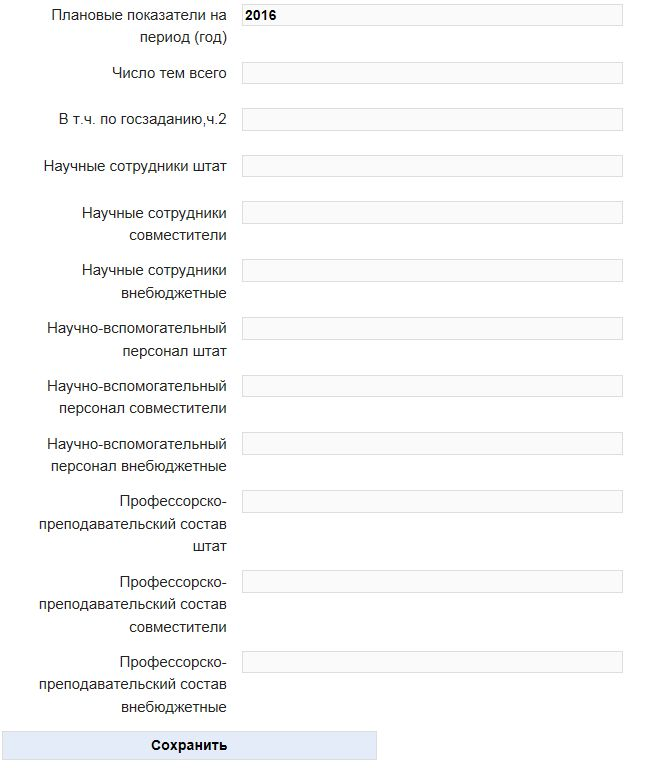 Плановые показатели на
период (год)
2016
Число тем всего
В т.ч. по госзаданию,ч.2
Научные сотрудники штат
Научные сотрудники
совместители
Научные сотрудники
внебюджетные
Научно-вспомогательный
персонал штат
Научно-вспомогательный
персонал совместители
Научно-вспомогательный
персонал внебюджетные
Профессорско-
преподавательский состав
штат
Профессорско-
преподавательский состав
совместители
Профессорско-
преподавательский состав
внебюджетные
Сохранить